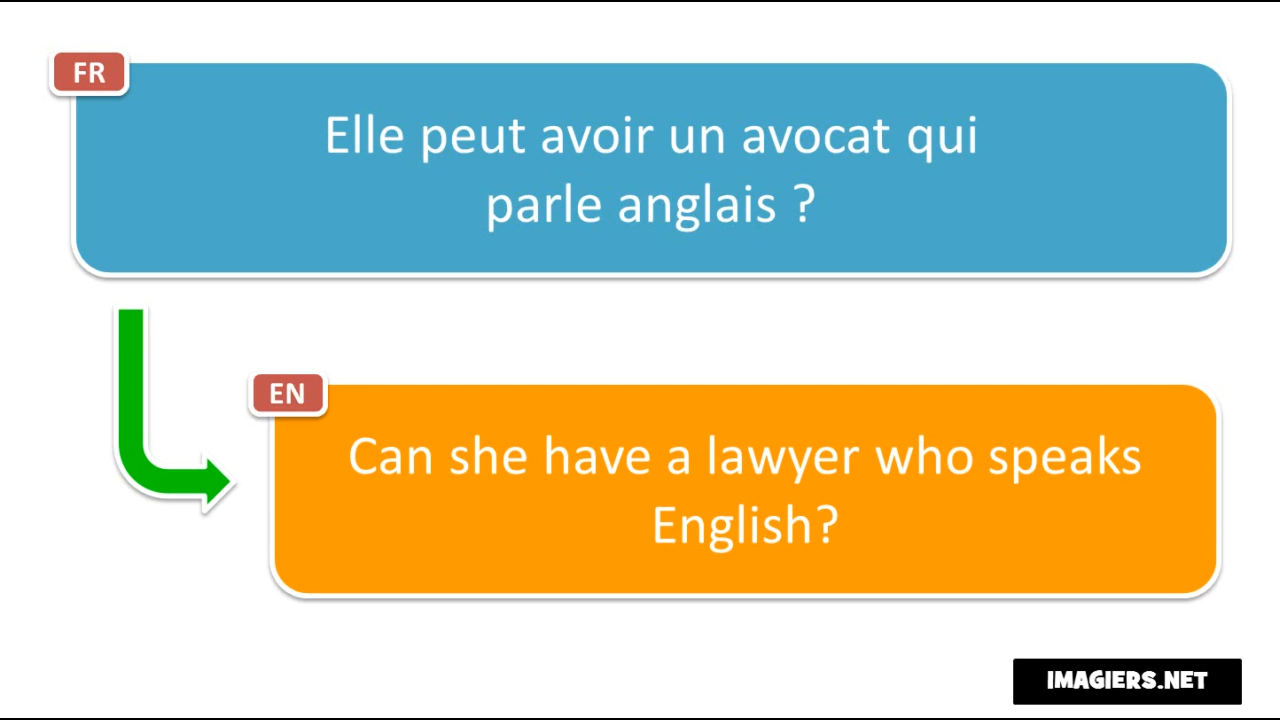 FR
Elle peut avoir un avocat qui
parle anglais ?
EN
Can she have a lawyer who speaks
English?
IMAGIERS.NET